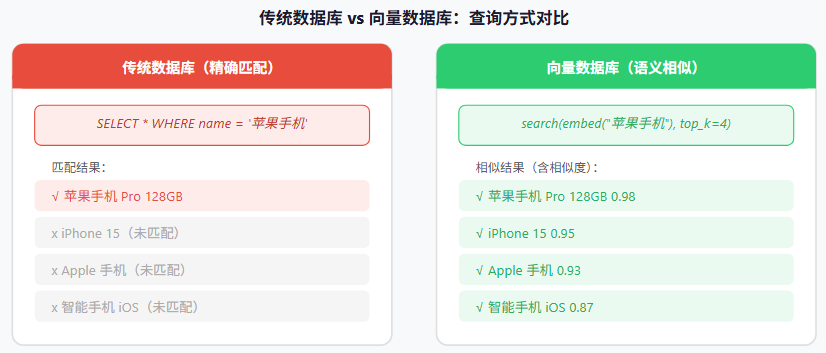 传统数据库 vs 向量数据库：查询方式对比
传统数据库（精确匹配）
SELECT * WHERE name = '苹果手机'
匹配结果：
√ 苹果手机 Pro 128GB
x iPhone 15（未匹配）
x Apple 手机（未匹配）
x 智能手机 iOS（未匹配）
向量数据库（语义相似）
search(embed("苹果手机"), top_k=4)
相似结果（含相似度）：
√ 苹果手机 Pro 128GB 0.98
√ iPhone 15 0.95
√ Apple 手机 0.93
√ 智能手机 iOS 0.87